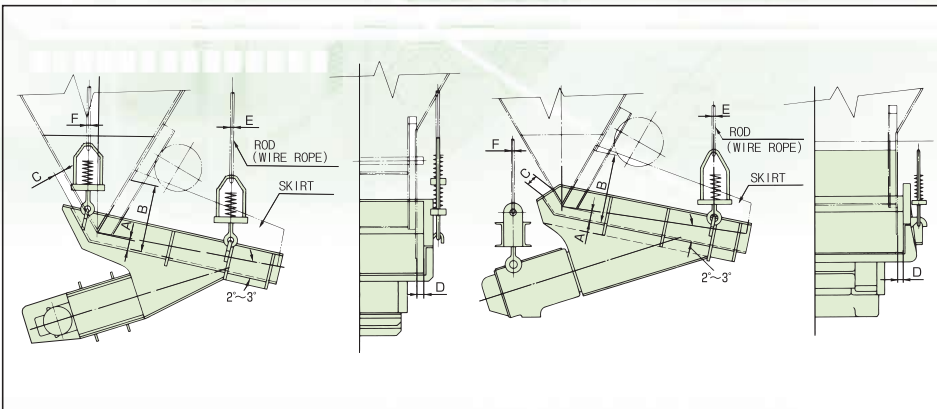 F
E
ROD
(WIRE ROPE)
C
SKIRT
B
A
2°~3°
D
E
F
ROD
(WIRE ROPE)
C
B
SKIRT
A
2°~3°
D